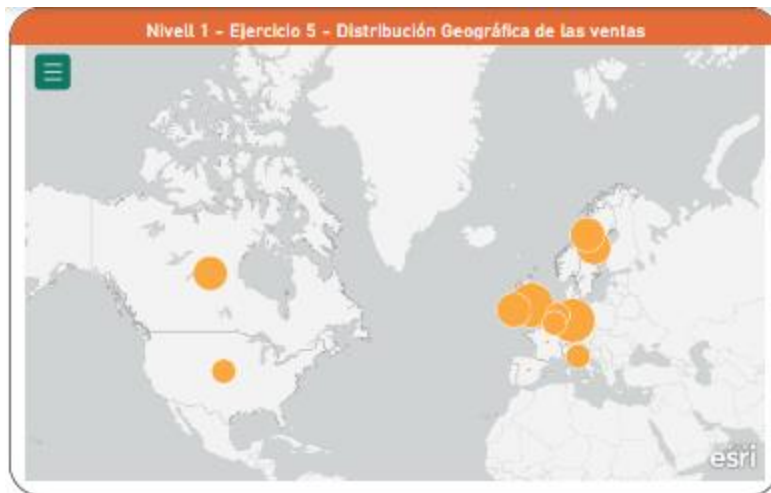 Nivell 1 - Ejercicio 5 - Distribución Geográfica de las ventas
esri